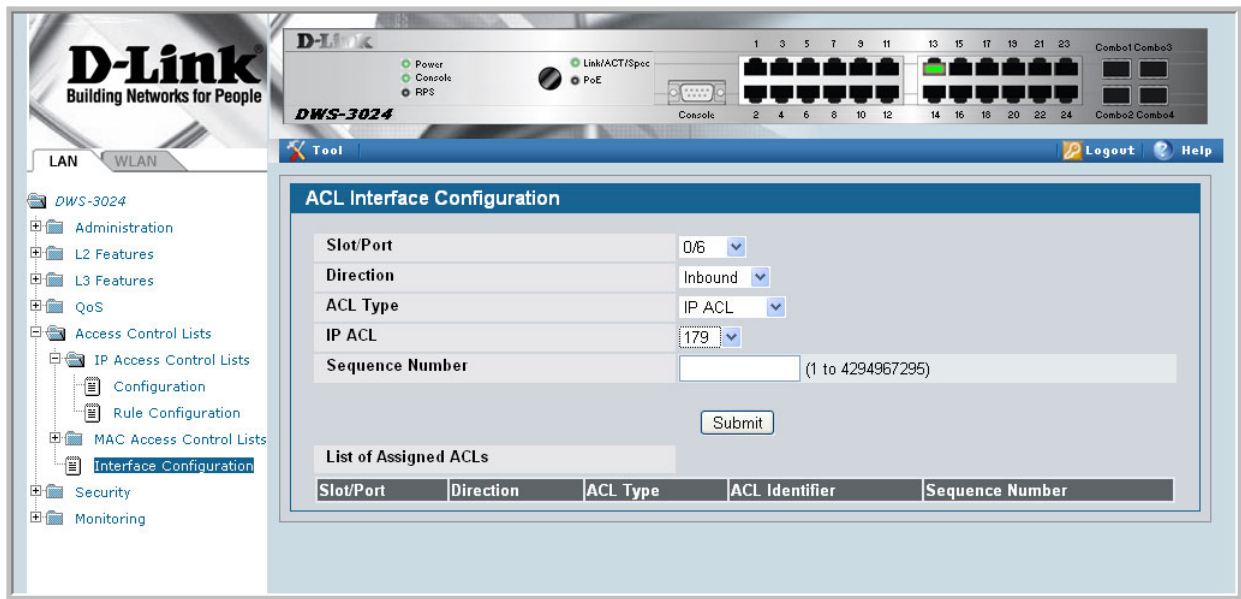 D-Link
Building Networks for People
D-Link
Power
Console
RPS
Link/ACT/Spec
PoE
DWS-3024
Console
1 3 5 7 9 11 13 15 17 19 21 23
2 4 6 8 10 12 14 16 18 20 22 24
Combo1 Combo3
Combo2 Combo4
LAN
WLAN
Tool
Logout
Help
DWS-3024
Administration
L2 Features
L3 Features
QoS
Access Control Lists
IP Access Control Lists
Configuration
Rule Configuration
MAC Access Control Lists
Interface Configuration
Security
Monitoring
ACL Interface Configuration
Slot/Port 0/6
Direction Inbound
ACL Type IP ACL
IP ACL 179
Sequence Number (1 to 4294967295)
Submit
List of Assigned ACLs
Slot/Port Direction ACL Type ACL Identifier Sequence Number